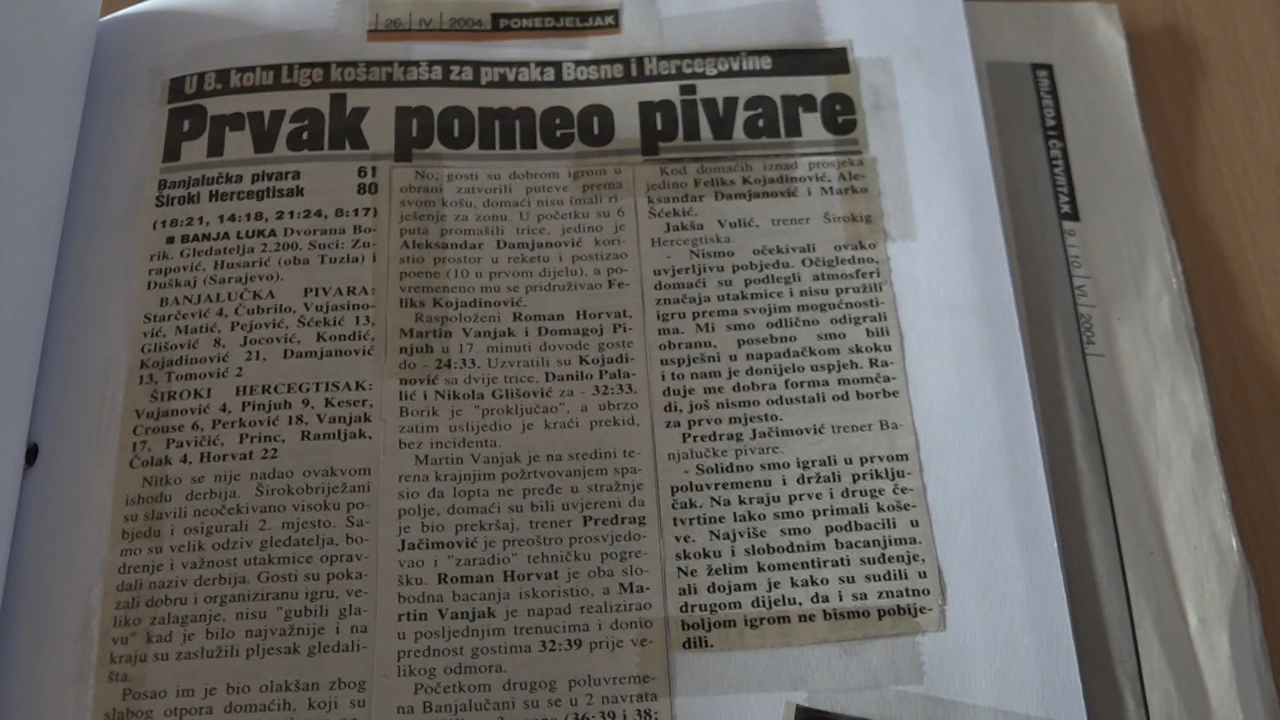 26. IV. 2004. PONEDJELJAK
U 8. kolu Lige košarkaša za prvaka Bosne i Hercegovine
Prvak pomeo pivare
Banjalučka pivara 61
Široki Hercegtisak 80
(18:21, 14:18, 21:24, 8:17)
■ BANJA LUKA Dvorana Bo-
rik. Gledatelja 2.200. Suci: Zu-
rapović, Husarić (oba Tuzla) i
Duškaj (Sarajevo).
BANJALUČKA PIVARA:
Starčević 4, Čubrilo, Vujasino-
vić, Matić, Pejović, Šćekić 13,
Glišović 8, Jocović, Kondić,
Kojadinović 21, Damjanović
13, Tomović 2
ŠIROKI HERCEGTISAK:
Vujanović 4, Pinjuh 9, Keser,
Crouse 6, Perković 18, Vanjak
17, Pavičić, Princ, Ramljak,
Čolak 4, Horvat 22
Nitko se nije nadao ovakvom
ishodu derbija. Širokobriježani
su slavili neočekivano visoku po-
bjedu i osigurali 2. mjesto. Sa-
mo su velik odziv gledatelja, bo-
drenje i važnost utakmice oprav-
dali naziv derbija. Gosti su poka-
zali dobru i organiziranu igru, ve-
liko zalaganje, nisu "gubili gla-
vu" kad je bilo najvažnije i na
kraju su zaslužili pljesak gledali-
šta.
Posao im je bio olakšan zbog
slabog otpora domaćih, koji su
No, gosti su dobrom igrom u
obrani zatvorili puteve prema
svom košu, domaći nisu imali ri-
ješenje za zonu. U početku su 6
puta promašili trice, jedino je
Aleksandar Damjanović kori-
stio prostor u reketu i postizao
poene (10 u prvom dijelu), a po-
vremeno mu se pridruživao Fe-
liks Kojadinović.
Raspoloženi Roman Horvat,
Martin Vanjak i Domagoj Pi-
njuh u 17. minuti dovode goste
do - 24:33. Uzvratili su Kojadi-
nović sa dvije trice, Danilo Pala-
lić i Nikola Glišović za - 32:33.
Borik je "proključao", a ubrzo
zatim uslijedio je kraći prekid,
bez incidenta.
Martin Vanjak je na sredini te-
rena krajnjim požrtvovanjem spa-
sio da lopta ne pređe u stražnje
polje, domaći su bili uvjereni da
je bio prekršaj, trener Predrag
Jačimović je preoštro prosvjedo-
vao i "zaradio" tehničku pogre-
šku. Roman Horvat je oba slo-
bodna bacanja iskoristio, a Ma-
rtin Vanjak je napad realizirao
u posljednjim trenucima i donio
prednost gostima 32:39 prije ve-
likog odmora.
Početkom drugog poluvreme-
na Banjalučani su se u 2 navrata
(36:39 i 38:
Kod domaćih iznad prosjeka
jedino Feliks Kojadinović, Ale-
ksandar Damjanović i Marko
Šćekić.
Jakša Vulić, trener Širokig
Hercegtiska.
- Nismo očekivali ovako
uvjerljivu pobjedu. Očigledno,
domaći su podlegli atmosferi
značaja utakmice i nisu pružili
igru prema svojim mogućnosti-
ma. Mi smo odlično odigrali
obranu, posebno smo bili
uspješni u napadačkom skoku
i to nam je donijelo uspjeh. Ra-
duje me dobra forma momča-
di, još nismo odustali od borbe
za prvo mjesto.
Predrag Jačimović trener Ba-
njalučke pivare.
- Solidno smo igrali u prvom
poluvremenu i držali priklju-
čak. Na kraju prve i druge če-
tvrtine lako smo primali koše-
ve. Najviše smo podbacili u
skoku i slobodnim bacanjima.
Ne želim komentirati suđenje,
ali dojam je kako su sudili u
drugom dijelu, da i sa znatno
boljom igrom ne bismo pobije-
dili.
SRIJEDA I ČETVRTAK 9 i 10. VI. 2004.